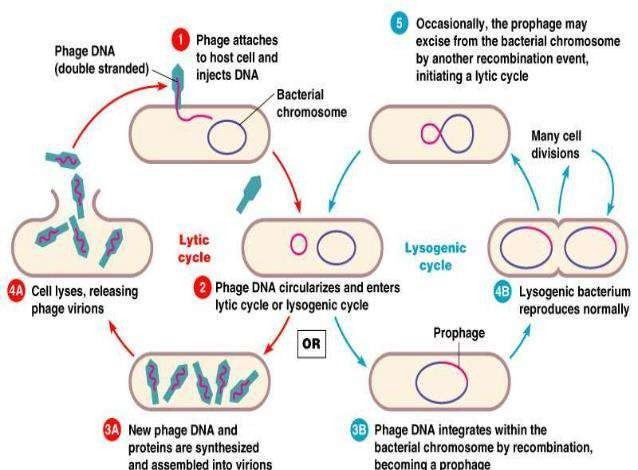 1 Phage attaches
to host cell and
injects DNA
Phage DNA
(double stranded)
Bacterial
chromosome
5 Occasionally, the prophage may
excise from the bacterial chromosome
by another recombination event,
initiating a lytic cycle
Many cell
divisions
Lytic
cycle
Lysogenic
cycle
4A Cell lyses, releasing
phage virions
2 Phage DNA circularizes and enters
lytic cycle or lysogenic cycle
4B Lysogenic bacterium
reproduces normally
OR
Prophage
3A New phage DNA and
proteins are synthesized
and assembled into virions
3B Phage DNA integrates within the
bacterial chromosome by recombination,
becoming a prophage